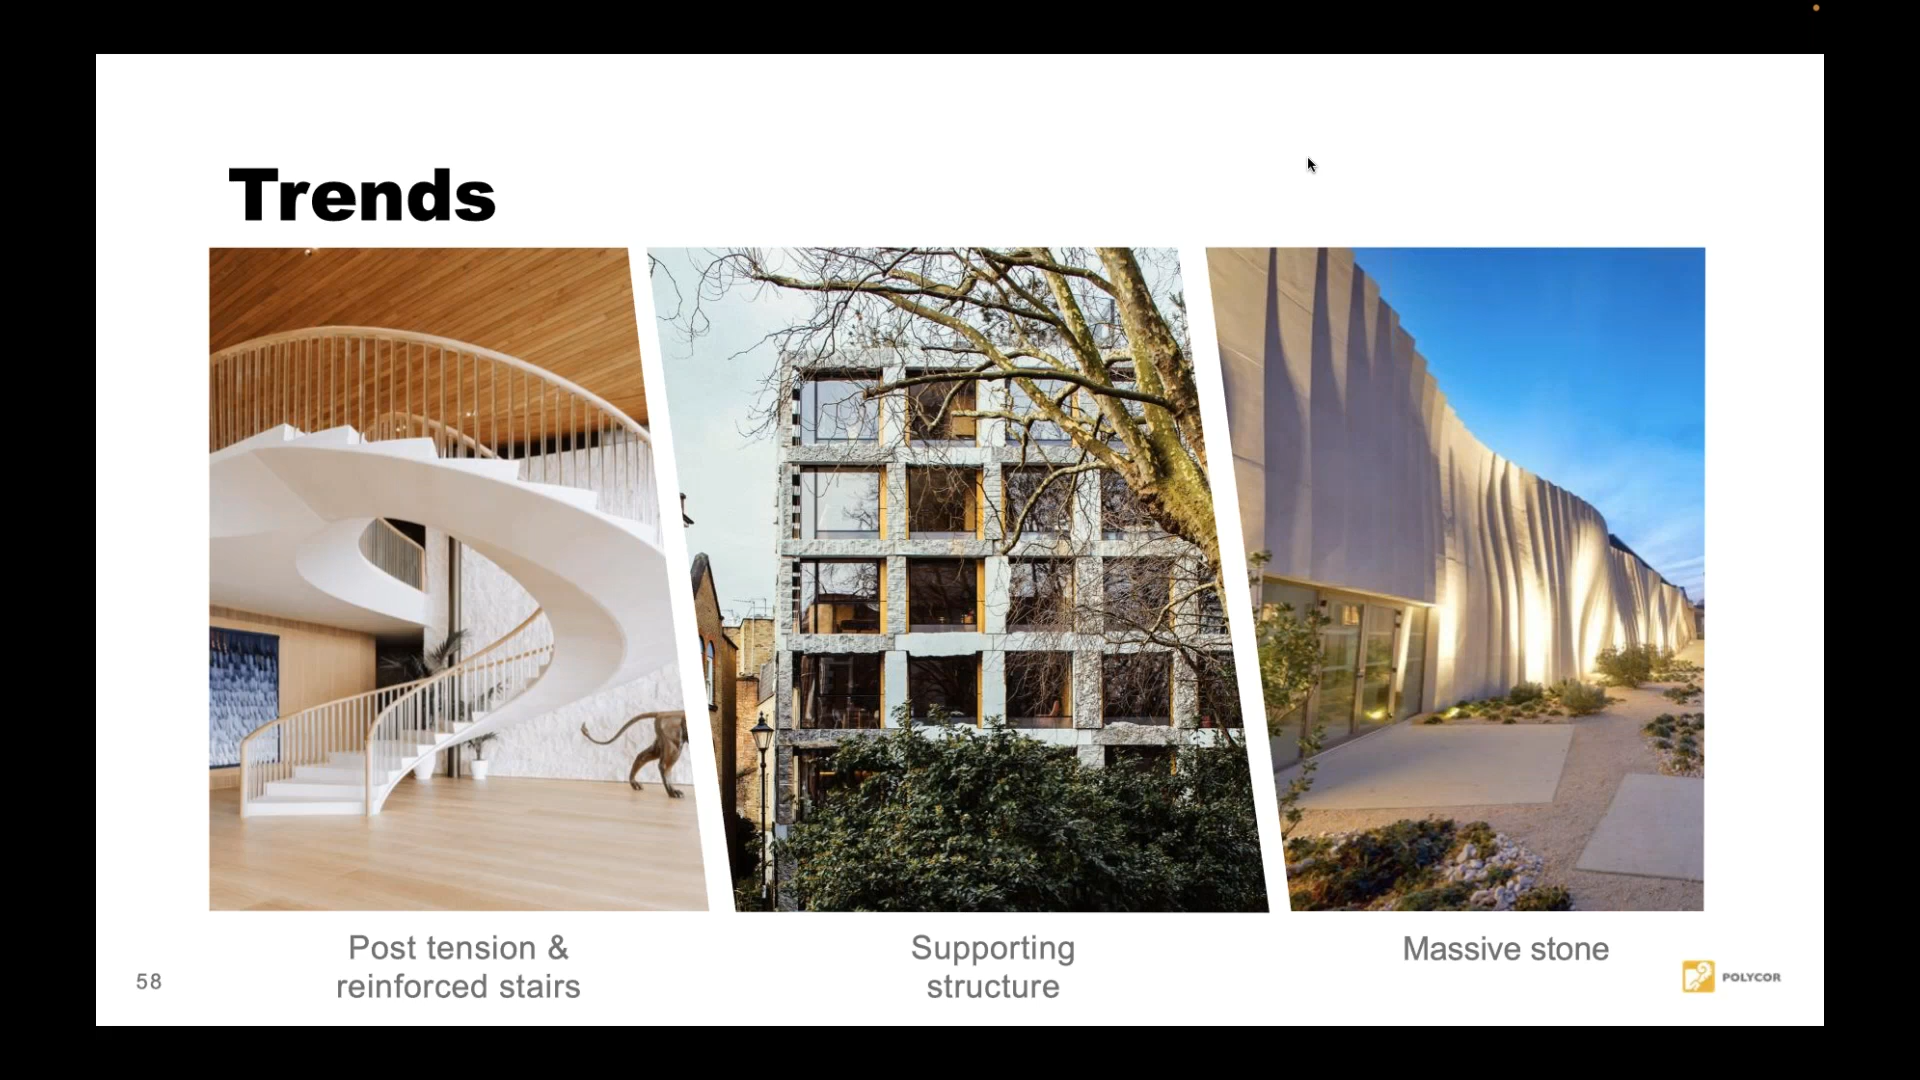 Trends
Post tension &
reinforced stairs
Supporting
structure
Massive stone
58
POLYCOR